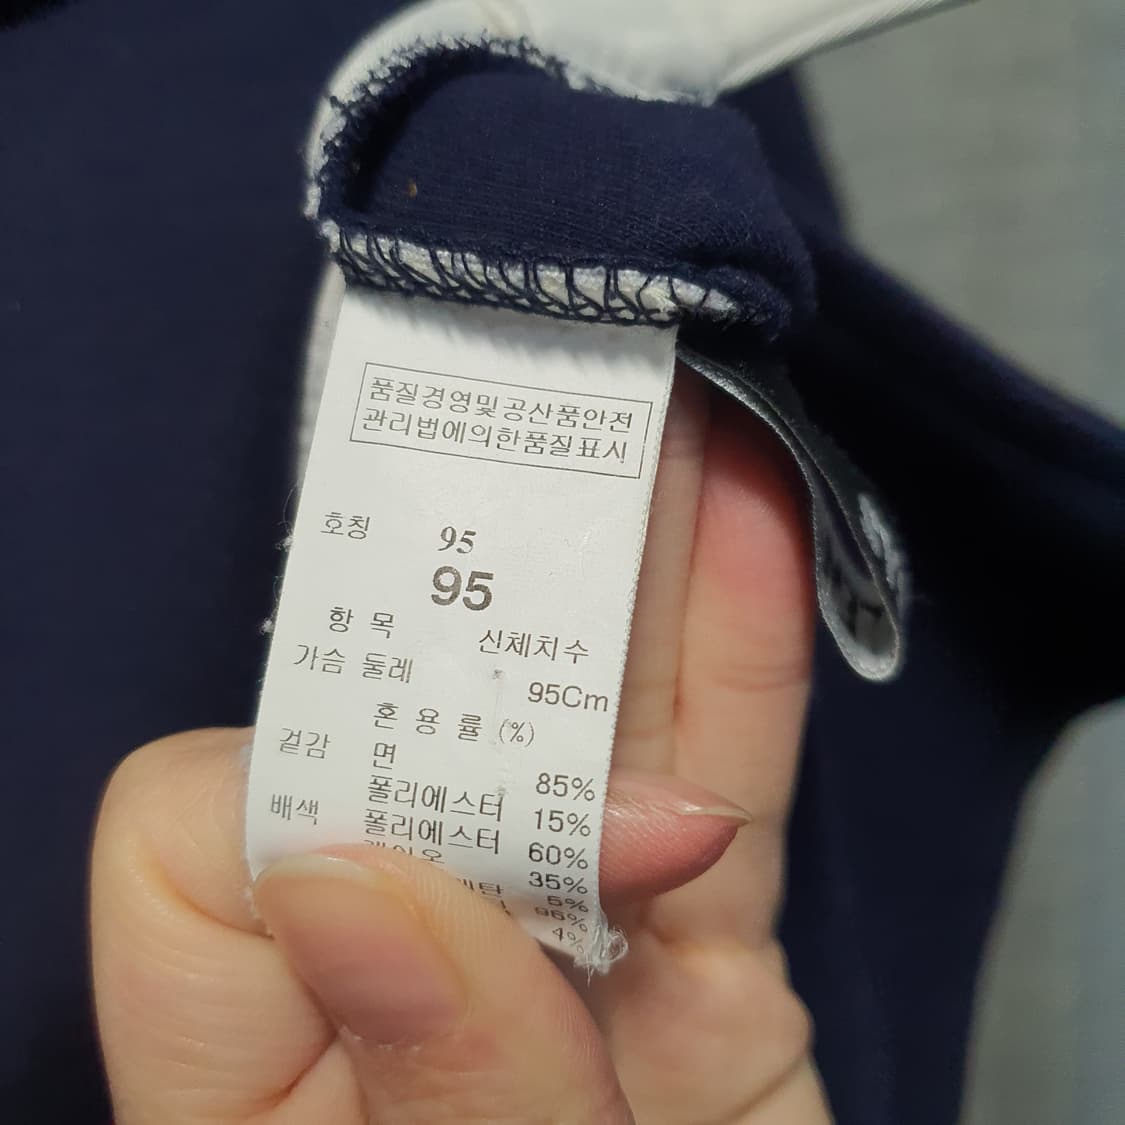 품질경영및공산품안전
관리법에의한품질표시
호칭 95
95
항 목 신체치수
가슴 둘레 95Cm
혼 용 률 (%)
겉감 면 85%
폴리에스터 15%
배색 폴리에스터 60%
35%
5%
96%
4%